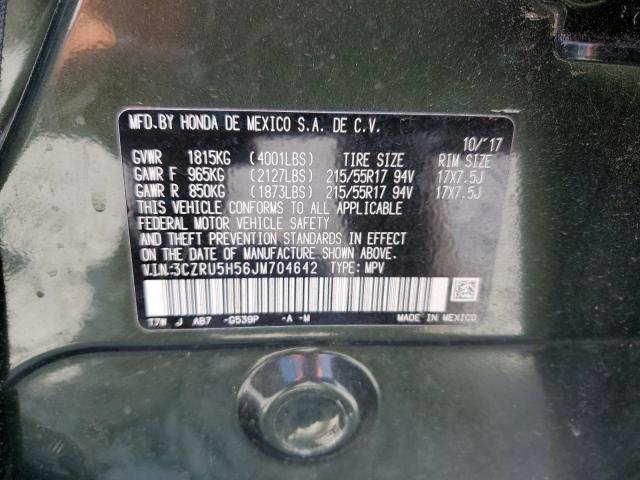 MFD.BY HONDA DE MEXICO S.A. DE C.V.
10/'17
GVWR 1815KG (4001LBS) TIRE SIZE RIM SIZE
GAWR F 965KG (2127LBS) 215/55R17 94V 17X7.5J
GAWR R 850KG (1873LBS) 215/55R17 94V 17X7.5J
THIS VEHICLE CONFORMS TO ALL APPLICABLE
FEDERAL MOTOR VEHICLE SAFETY
AND THEFT PREVENTION STANDARDS IN EFFECT
ON THE DATE OF MANUFACTURE SHOWN ABOVE.
V.I.N:3CZRU5H56JM704642 TYPE: MPV
17W J AB7 -G539P -A -M MADE IN MEXICO